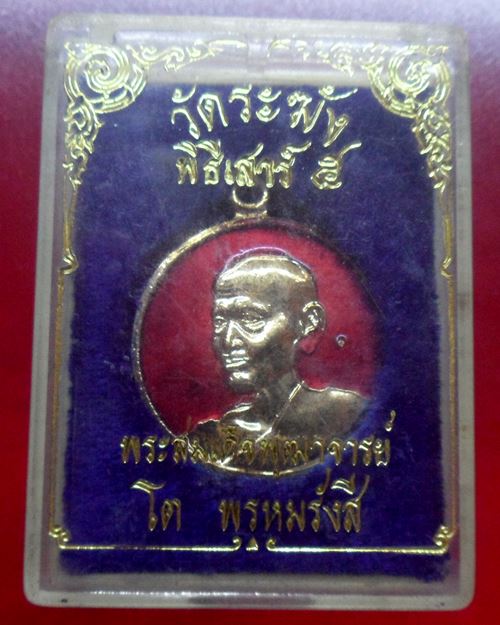 วัดระฆัง
พิธีเสาร์ ๕
พระสมเด็จพุฒาจารย์
โต พรหมรังสี